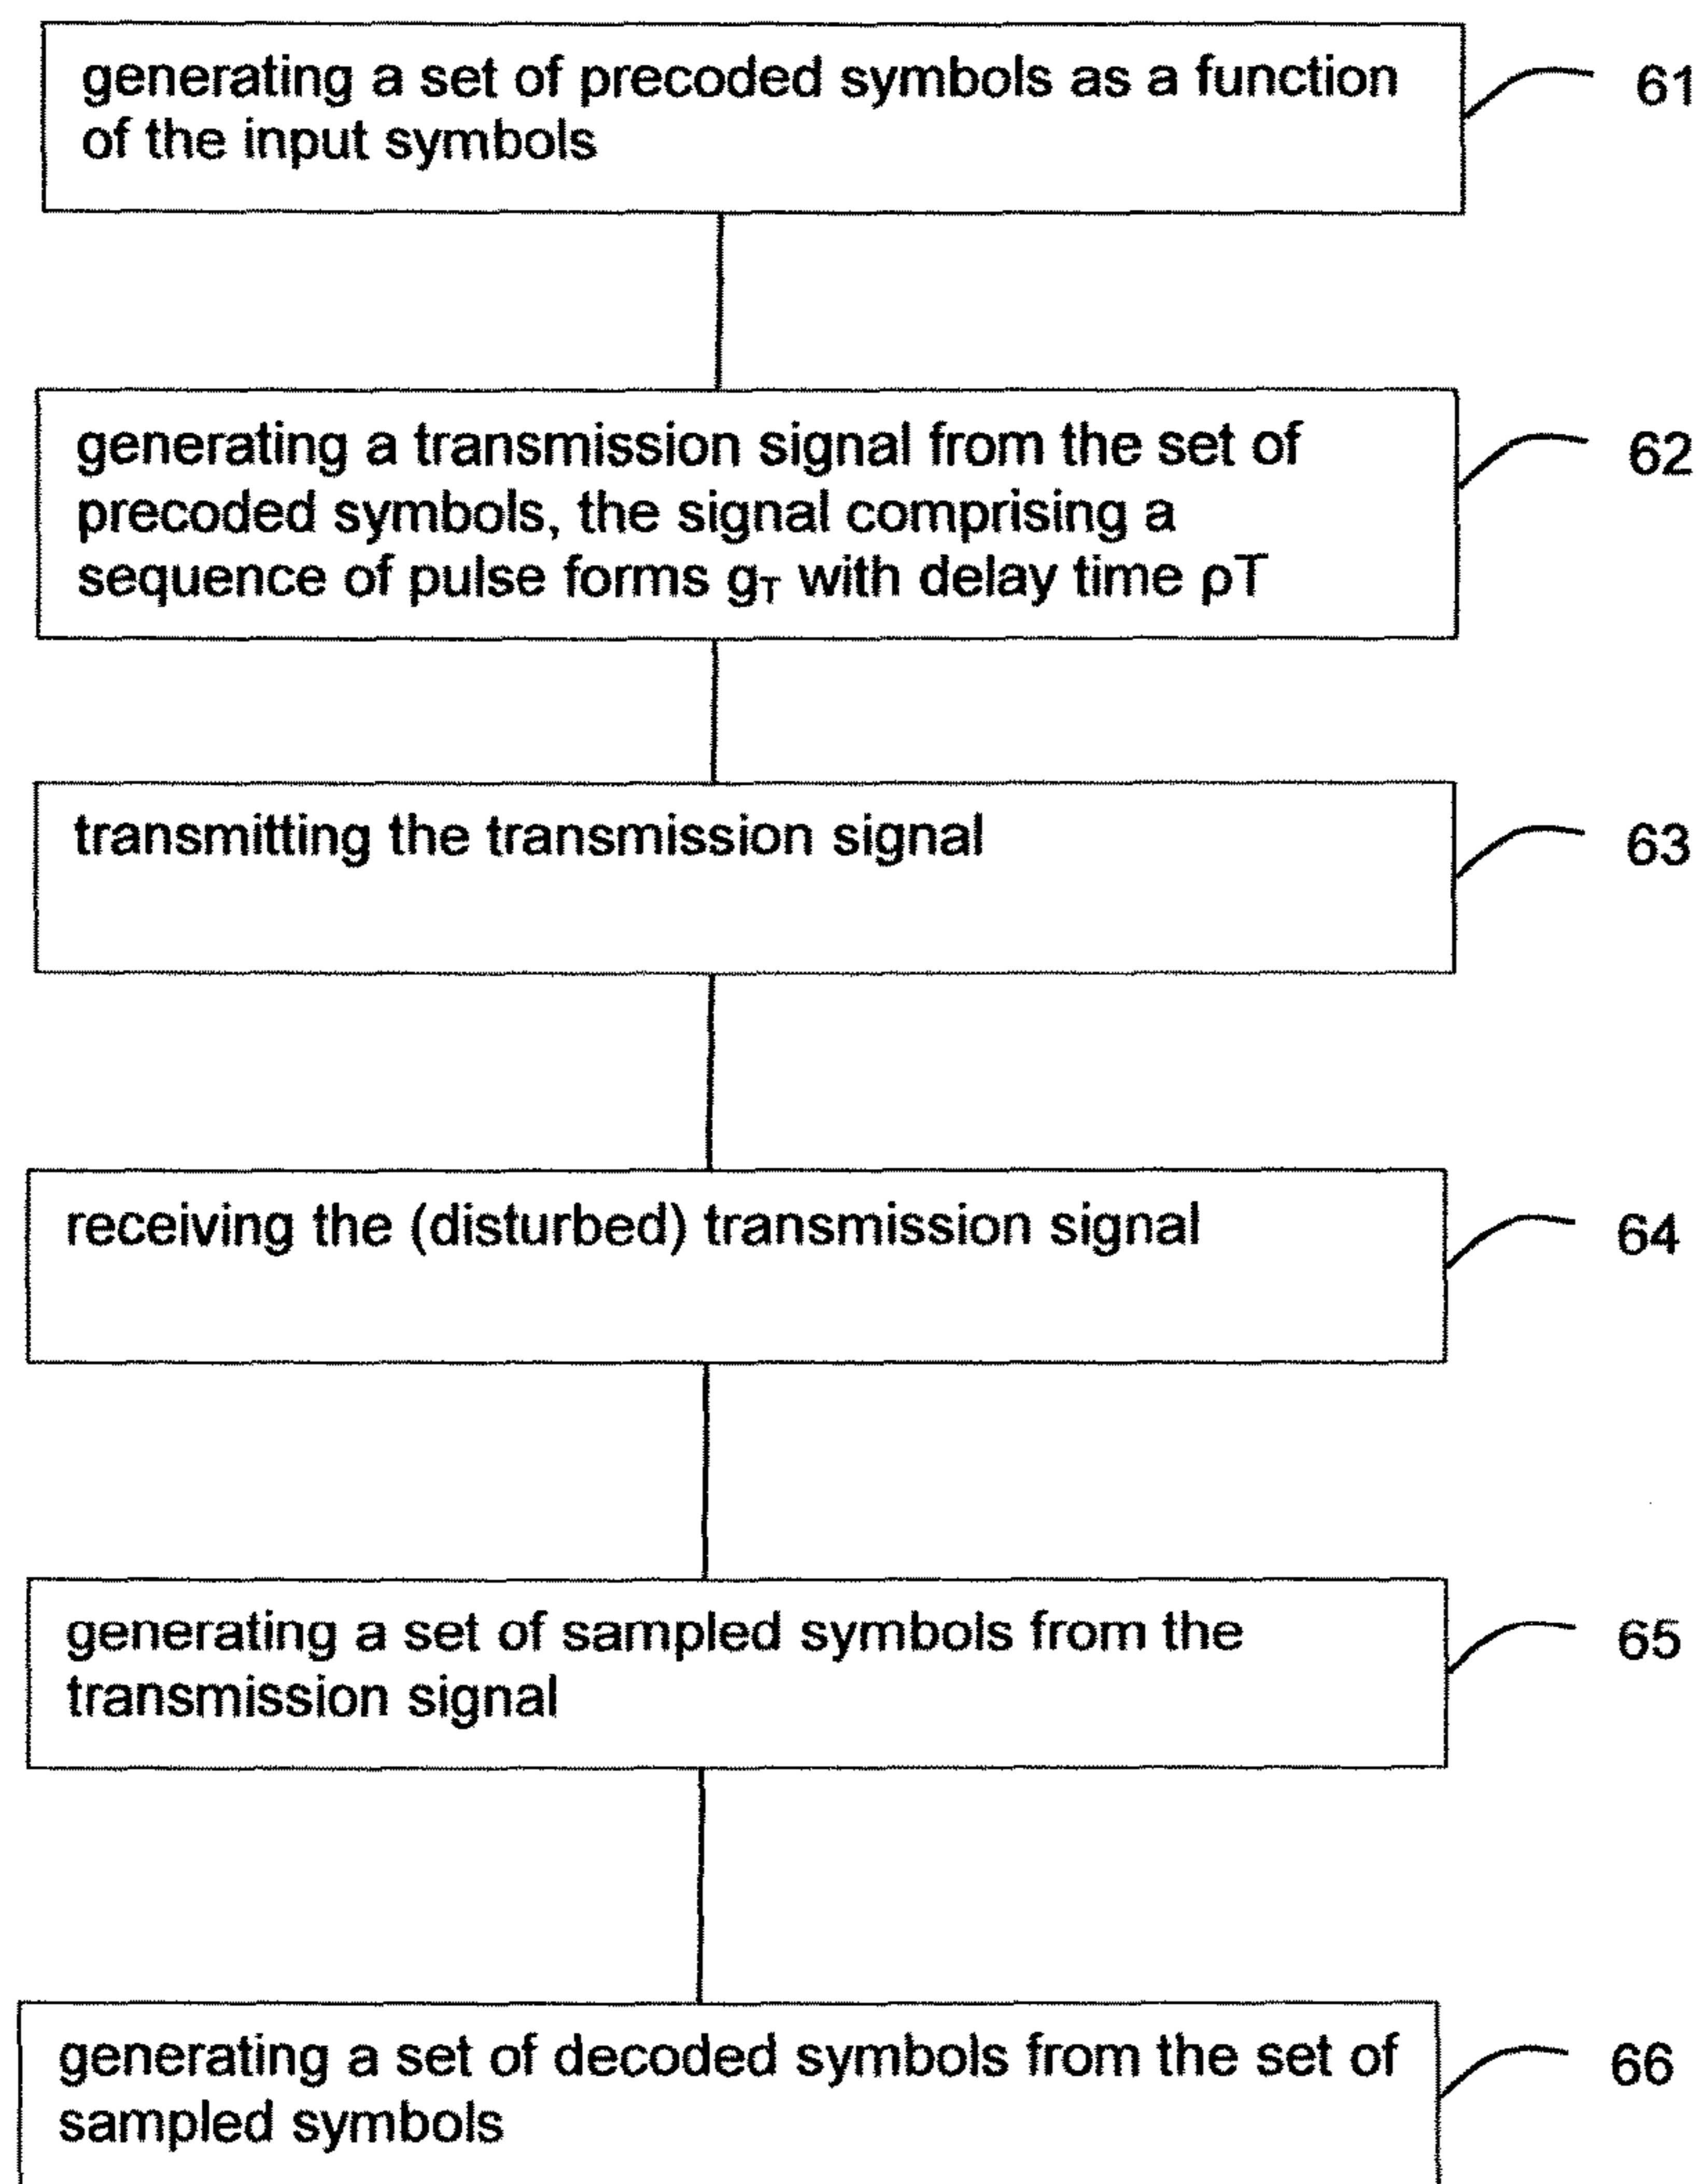 generating a set of precoded symbols as a function
of the input symbols
61
generating a transmission signal from the set of
precoded symbols, the signal comprising a
sequence of pulse forms gT with delay time ρT
62
transmitting the transmission signal
63
receiving the (disturbed) transmission signal
64
generating a set of sampled symbols from the
transmission signal
65
generating a set of decoded symbols from the set of
sampled symbols
66